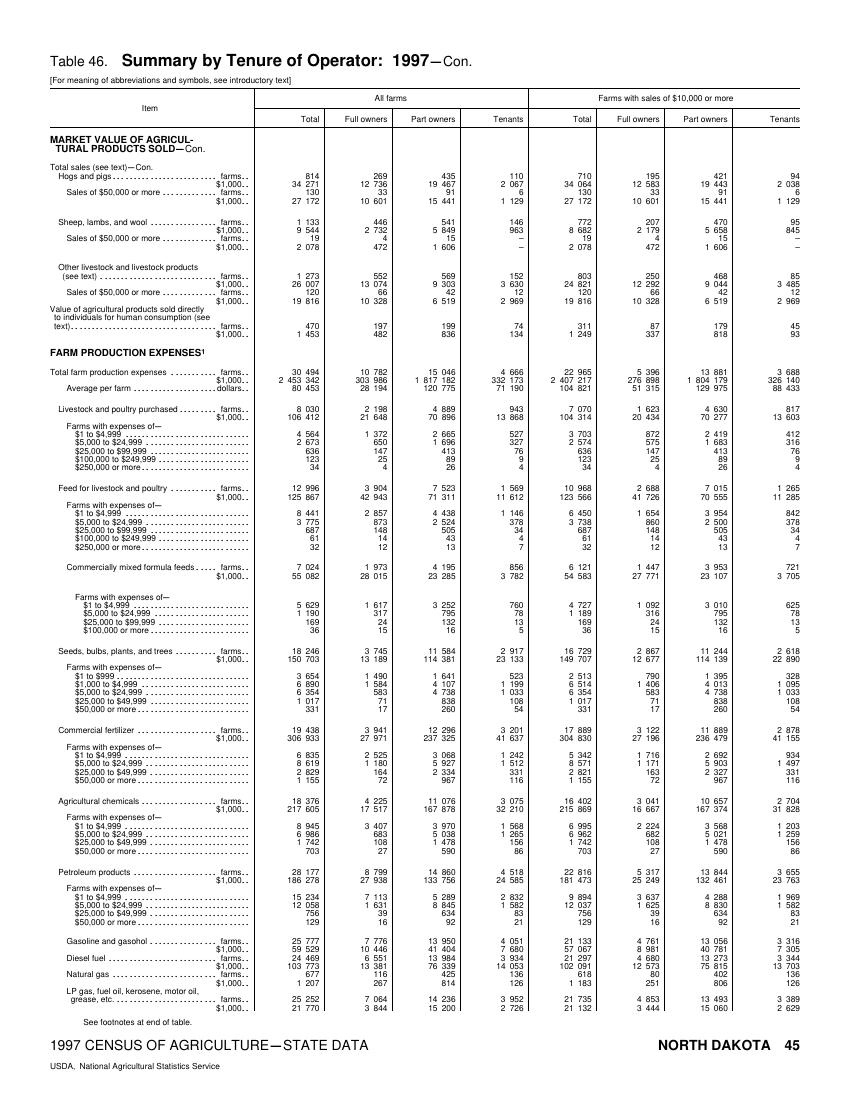 Table 46. Summary by Tenure of Operator: 1997—Con.
[For meaning of abbreviations and symbols, see introductory text]
Item All farms Farms with sales of $10,000 or more
Total Full owners Part owners Tenants Total Full owners Part owners Tenants
MARKET VALUE OF AGRICUL-
TURAL PRODUCTS SOLD—Con.
Total sales (see text)—Con.
Hogs and pigs farms.. 814 269 435 110 710 195 421 94
$1,000.. 34 271 12 736 19 467 2 067 34 064 12 583 19 443 2 038
Sales of $50,000 or more farms.. 130 33 91 6 130 33 91 6
$1,000.. 27 172 10 601 15 441 1 129 27 172 10 601 15 441 1 129
Sheep, lambs, and wool farms.. 1 133 446 541 146 772 207 470 95
$1,000.. 9 544 2 732 5 849 963 8 682 2 179 5 658 845
Sales of $50,000 or more farms.. 19 4 15 – 19 4 15 –
$1,000.. 2 078 472 1 606 – 2 078 472 1 606 –
Other livestock and livestock products
(see text) farms.. 1 273 552 569 152 803 250 468 85
$1,000.. 26 007 13 074 9 303 3 630 24 821 12 292 9 044 3 485
Sales of $50,000 or more farms.. 120 66 42 12 120 66 42 12
$1,000.. 19 816 10 328 6 519 2 969 19 816 10 328 6 519 2 969
Value of agricultural products sold directly
to individuals for human consumption (see
text) farms.. 470 197 199 74 311 87 179 45
$1,000.. 1 453 482 836 134 1 249 337 818 93
FARM PRODUCTION EXPENSES¹
Total farm production expenses farms.. 30 494 10 782 15 046 4 666 22 965 5 396 13 881 3 688
$1,000.. 2 453 342 303 986 1 817 182 332 173 2 407 217 276 898 1 804 179 326 140
Average per farm dollars.. 80 453 28 194 120 775 71 190 104 821 51 315 129 975 88 433
Livestock and poultry purchased farms.. 8 030 2 198 4 889 943 7 070 1 623 4 630 817
$1,000.. 106 412 21 648 70 896 13 868 104 314 20 434 70 277 13 603
Farms with expenses of—
$1 to $4,999 4 564 1 372 2 665 527 3 703 872 2 419 412
$5,000 to $24,999 2 673 650 1 696 327 2 574 575 1 683 316
$25,000 to $99,999 636 147 413 76 636 147 413 76
$100,000 to $249,999 123 25 89 9 123 25 89 9
$250,000 or more 34 4 26 4 34 4 26 4
Feed for livestock and poultry farms.. 12 996 3 904 7 523 1 569 10 968 2 688 7 015 1 265
$1,000.. 125 867 42 943 71 311 11 612 123 566 41 726 70 555 11 285
Farms with expenses of—
$1 to $4,999 8 441 2 857 4 438 1 146 6 450 1 654 3 954 842
$5,000 to $24,999 3 775 873 2 524 378 3 738 860 2 500 378
$25,000 to $99,999 687 148 505 34 687 148 505 34
$100,000 to $249,999 61 14 43 4 61 14 43 4
$250,000 or more 32 12 13 7 32 12 13 7
Commercially mixed formula feeds farms.. 7 024 1 973 4 195 856 6 121 1 447 3 953 721
$1,000.. 55 082 28 015 23 285 3 782 54 583 27 771 23 107 3 705
Farms with expenses of—
$1 to $4,999 5 629 1 617 3 252 760 4 727 1 092 3 010 625
$5,000 to $24,999 1 190 317 795 78 1 189 316 795 78
$25,000 to $99,999 169 24 132 13 169 24 132 13
$100,000 or more 36 15 16 5 36 15 16 5
Seeds, bulbs, plants, and trees farms.. 18 246 3 745 11 584 2 917 16 729 2 867 11 244 2 618
$1,000.. 150 703 13 189 114 381 23 133 149 707 12 677 114 139 22 890
Farms with expenses of—
$1 to $999 3 654 1 490 1 641 523 2 513 790 1 395 328
$1,000 to $4,999 6 890 1 584 4 107 1 199 6 514 1 406 4 013 1 095
$5,000 to $24,999 6 354 583 4 738 1 033 6 354 583 4 738 1 033
$25,000 to $49,999 1 017 71 838 108 1 017 71 838 108
$50,000 or more 331 17 260 54 331 17 260 54
Commercial fertilizer farms.. 19 438 3 941 12 296 3 201 17 889 3 122 11 889 2 878
$1,000.. 306 933 27 971 237 325 41 637 304 830 27 196 236 479 41 155
Farms with expenses of—
$1 to $4,999 6 835 2 525 3 068 1 242 5 342 1 716 2 692 934
$5,000 to $24,999 8 619 1 180 5 927 1 512 8 571 1 171 5 903 1 497
$25,000 to $49,999 2 829 164 2 334 331 2 821 163 2 327 331
$50,000 or more 1 155 72 967 116 1 155 72 967 116
Agricultural chemicals farms.. 18 376 4 225 11 076 3 075 16 402 3 041 10 657 2 704
$1,000.. 217 605 17 517 167 878 32 210 215 869 16 667 167 374 31 828
Farms with expenses of—
$1 to $4,999 8 945 3 407 3 970 1 568 6 995 2 224 3 568 1 203
$5,000 to $24,999 6 986 683 5 038 1 265 6 962 682 5 021 1 259
$25,000 to $49,999 1 742 108 1 478 156 1 742 108 1 478 156
$50,000 or more 703 27 590 86 703 27 590 86
Petroleum products farms.. 28 177 8 799 14 860 4 518 22 816 5 317 13 844 3 655
$1,000.. 186 278 27 938 133 756 24 585 181 473 25 249 132 461 23 763
Farms with expenses of—
$1 to $4,999 15 234 7 113 5 289 2 832 9 894 3 637 4 288 1 969
$5,000 to $24,999 12 058 1 631 8 845 1 582 12 037 1 625 8 830 1 582
$25,000 to $49,999 756 39 634 83 756 39 634 83
$50,000 or more 129 16 92 21 129 16 92 21
Gasoline and gasohol farms.. 25 777 7 776 13 950 4 051 21 133 4 761 13 056 3 316
$1,000.. 59 529 10 446 41 404 7 680 57 067 8 981 40 781 7 305
Diesel fuel farms.. 24 469 6 551 13 984 3 934 21 297 4 680 13 273 3 344
$1,000.. 103 773 13 381 76 339 14 053 102 091 12 573 75 815 13 703
Natural gas farms.. 677 116 425 136 618 80 402 136
$1,000.. 1 207 267 814 126 1 183 251 806 126
LP gas, fuel oil, kerosene, motor oil,
grease, etc. farms.. 25 252 7 064 14 236 3 952 21 735 4 853 13 493 3 389
$1,000.. 21 770 3 844 15 200 2 726 21 132 3 444 15 060 2 629
See footnotes at end of table.
1997 CENSUS OF AGRICULTURE—STATE DATA NORTH DAKOTA 45
USDA, National Agricultural Statistics Service